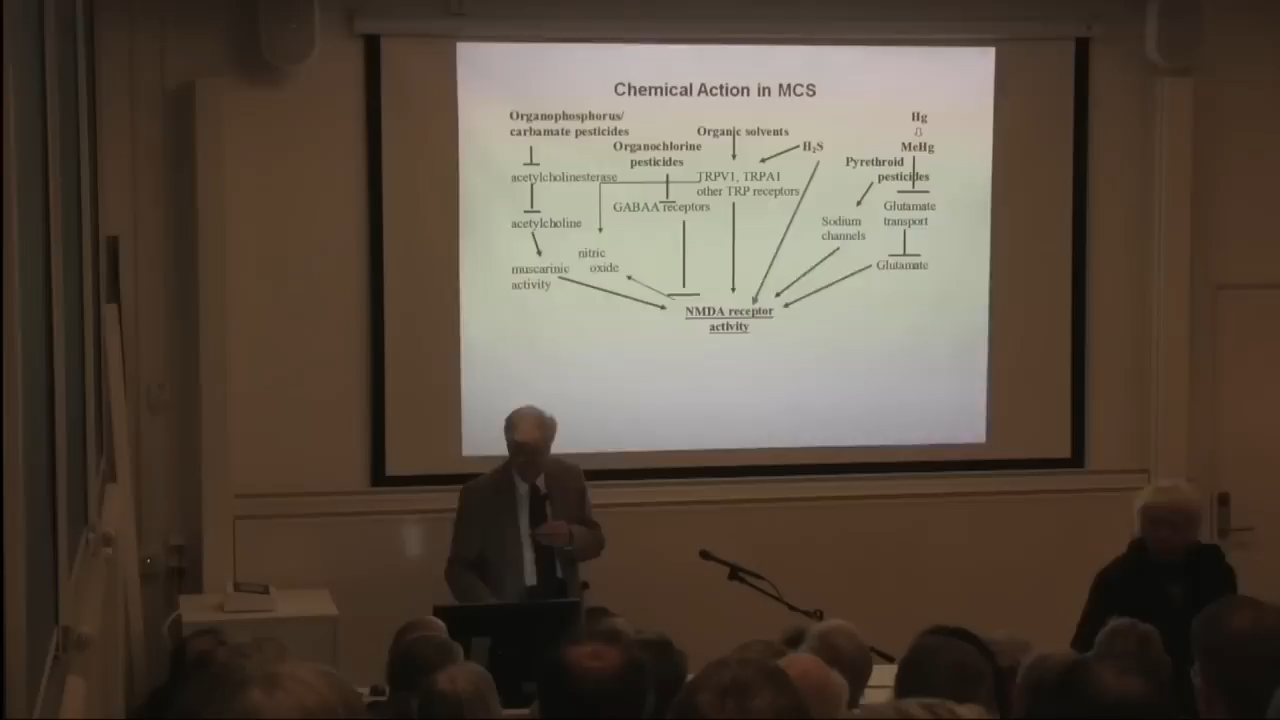 Chemical Action in MCS
Organophosphorus/
carbamate pesticides
Organochlorine
pesticides
Organic solvents
H₂S
Hg
MeHg
Pyrethroid
pesticides
acetylcholinesterase
TRPV1, TRPA1
other TRP receptors
GABAA receptors
Glutamate
transport
acetylcholine
Sodium
channels
nitric
oxide
muscarinic
activity
Glutamate
NMDA receptor
activity